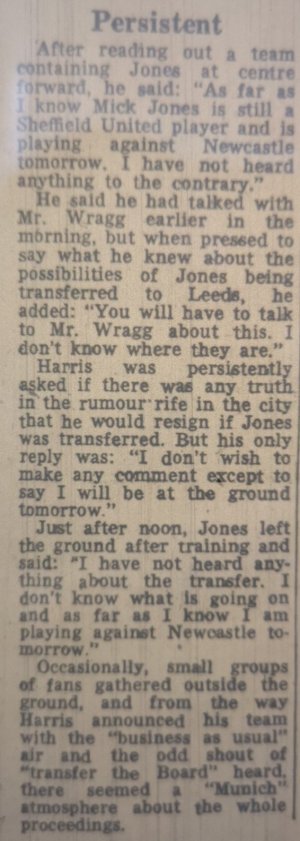 Persistent
After reading out a team
containing Jones at centre
forward, he said: "As far as
I know Mick Jones is still a
Sheffield United player and is
playing against Newcastle
tomorrow. I have not heard
anything to the contrary."
He said he had talked with
Mr. Wragg earlier in the
morning, but when pressed to
say what he knew about the
possibilities of Jones being
transferred to Leeds, he
added: "You will have to talk
to Mr. Wragg about this. I
don't know where they are."
Harris was persistently
asked if there was any truth
in the rumour rife in the city
that he would resign if Jones
was transferred. But his only
reply was: "I don't wish to
make any comment except to
say I will be at the ground
tomorrow."
Just after noon, Jones left
the ground after training and
said: "I have not heard any-
thing about the transfer. I
don't know what is going on
and as far as I know I am
playing against Newcastle to-
morrow."
Occasionally, small groups
of fans gathered outside the
ground, and from the way
Harris announced his team
with the "business as usual"
air and the odd shout of
"transfer the Board" heard,
there seemed a "Munich"
atmosphere about the whole
proceedings.